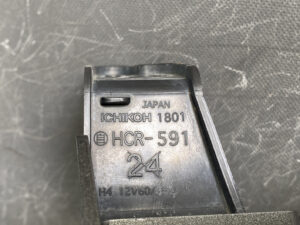 JAPAN
ICHIKOH 1801
HCR-591
24
H4 12V60/